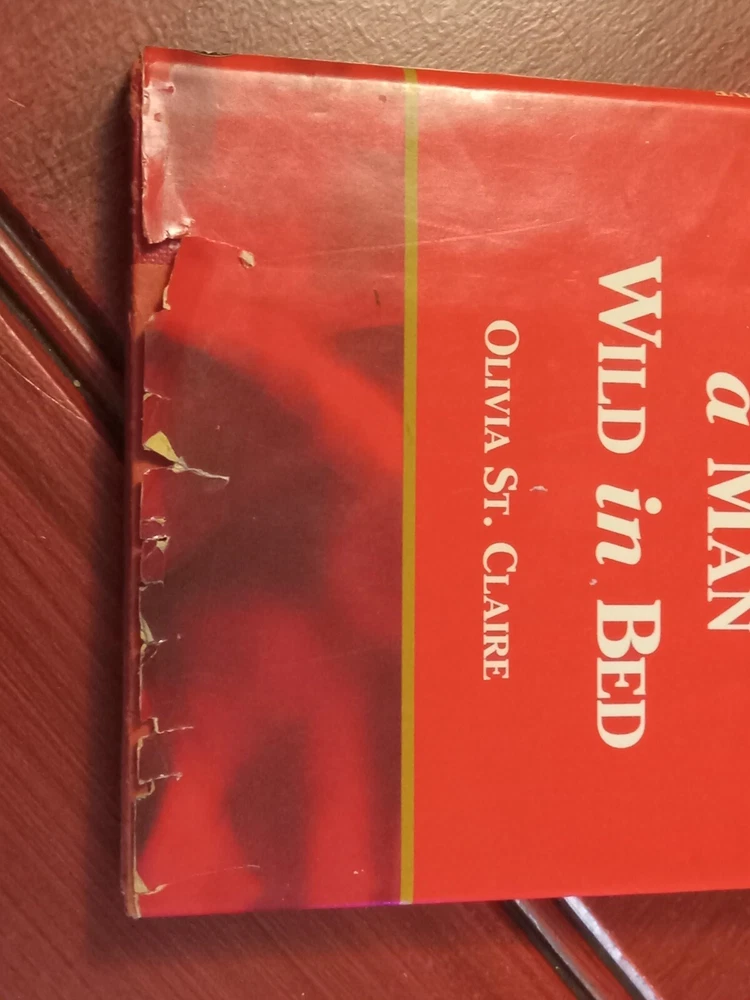 a MAN
WILD in BED
OLIVIA ST. CLAIRE